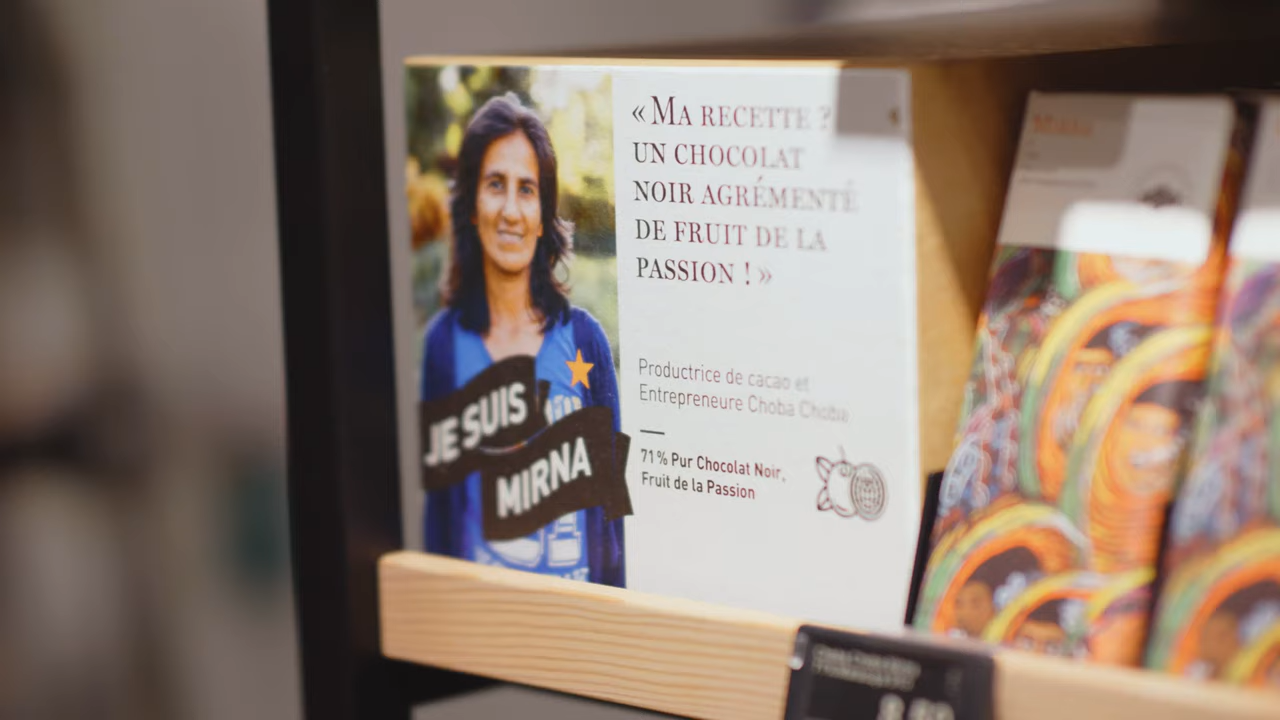 « MA RECETTE ?
UN CHOCOLAT
NOIR AGRÉMENTÉ
DE FRUIT DE LA
PASSION ! »
Productrice de cacao et
Entrepreneure Choba Choba
71% Pur Chocolat Noir,
Fruit de la Passion
JE SUIS
MIRNA